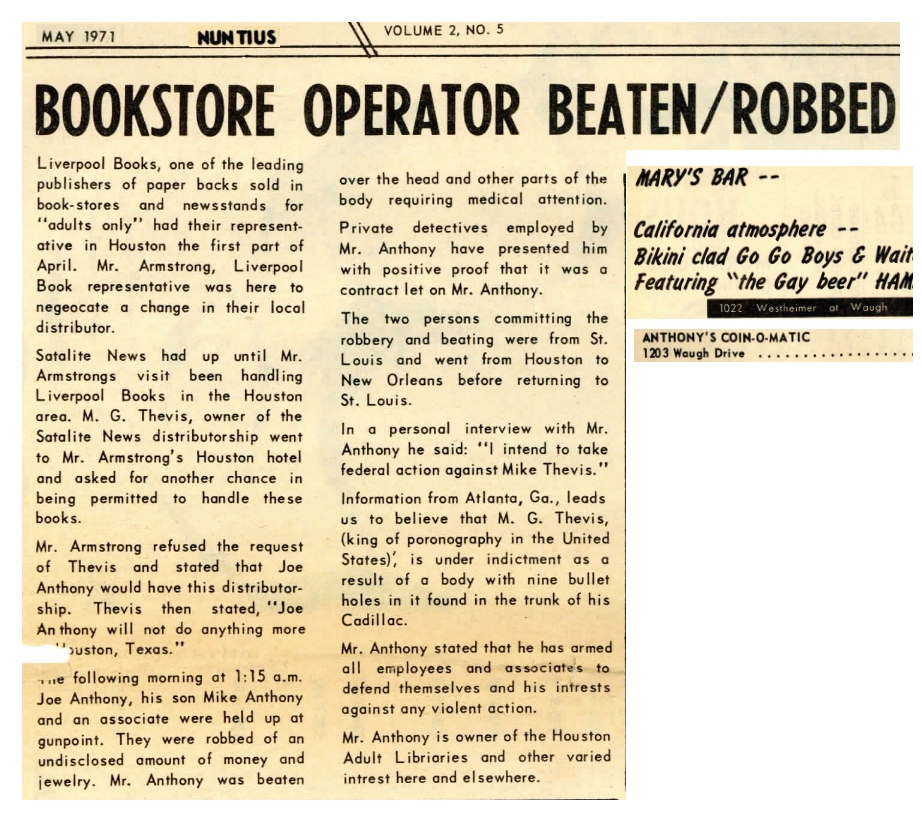 MAY 1971
NUNTIUS
VOLUME 2, NO. 5
BOOKSTORE OPERATOR BEATEN/ROBBED
Liverpool Books, one of the leading
publishers of paper backs sold in
book-stores and newsstands for
"adults only" had their represent-
ative in Houston the first part of
April. Mr. Armstrong, Liverpool
Book representative was here to
negeocate a change in their local
distributor.
Satalite News had up until Mr.
Armstrongs visit been handling
Liverpool Books in the Houston
area. M. G. Thevis, owner of the
Satalite News distributorship went
to Mr. Armstrong's Houston hotel
and asked for another chance in
being permitted to handle these
books.
Mr. Armstrong refused the request
of Thevis and stated that Joe
Anthony would have this distributor-
ship. Thevis then stated, "Joe
Anthony will not do anything more
ouston, Texas."
following morning at 1:15 a.m.
Joe Anthony, his son Mike Anthony
and an associate were held up at
gunpoint. They were robbed of an
undisclosed amount of money and
jewelry. Mr. Anthony was beaten
over the head and other parts of the
body requiring medical attention.
Private detectives employed by
Mr. Anthony have presented him
with positive proof that it was a
contract let on Mr. Anthony.
The two persons committing the
robbery and beating were from St.
Louis and went from Houston to
New Orleans before returning to
St. Louis.
In a personal interview with Mr.
Anthony he said: "I intend to take
federal action against Mike Thevis."
Information from Atlanta, Ga., leads
us to believe that M. G. Thevis,
(king of poronography in the United
States)', is under indictment as a
result of a body with nine bullet
holes in it found in the trunk of his
Cadillac.
Mr. Anthony stated that he has armed
all employees and associates to
defend themselves and his intrests
against any violent action.
Mr. Anthony is owner of the Houston
Adult Libriaries and other varied
intrest here and elsewhere.
MARY'S BAR --
California atmosphere --
Bikini clad Go Go Boys & Wait
Featuring "the Gay beer" HAM
1022 Westheimer at Waugh
ANTHONY'S COIN-O-MATIC
1203 Waugh Drive ................